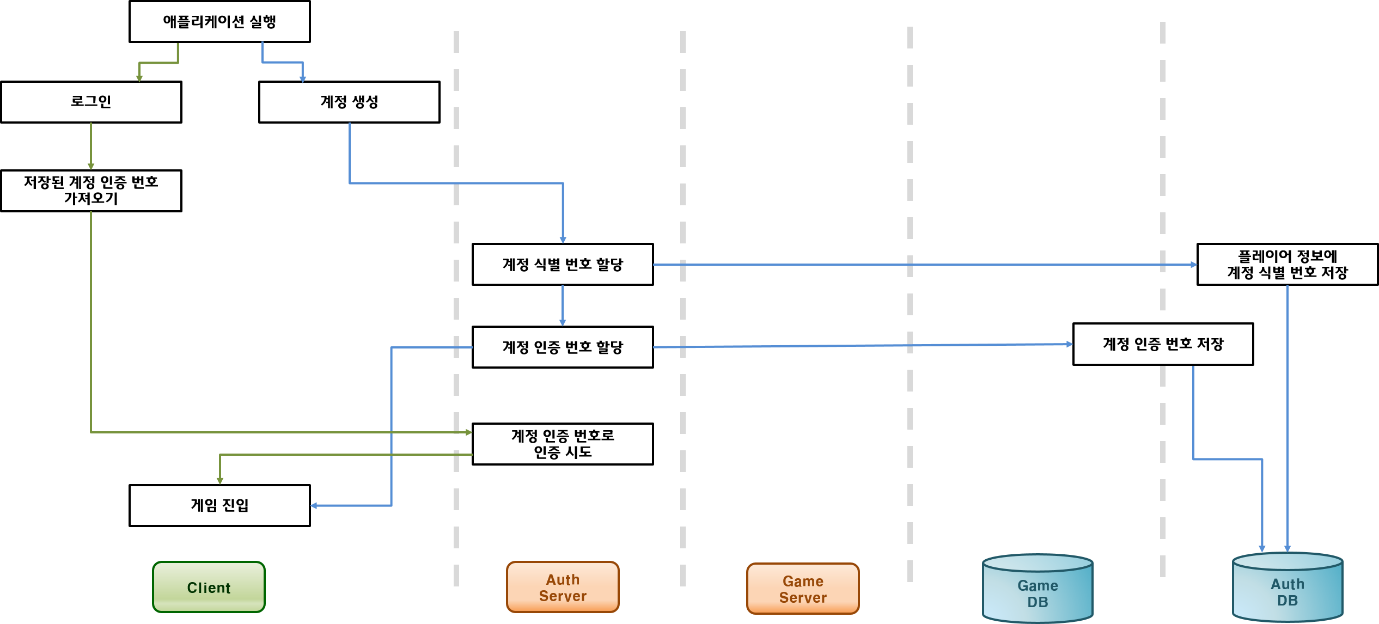 애플리케이션 실행
로그인
계정 생성
저장된 계정 인증 번호
가져오기
계정 식별 번호 할당
플레이어 정보에
계정 식별 번호 저장
계정 인증 번호 할당
계정 인증 번호 저장
계정 인증 번호로
인증 시도
게임 진입
Client
Auth
Server
Game
Server
Game
DB
Auth
DB